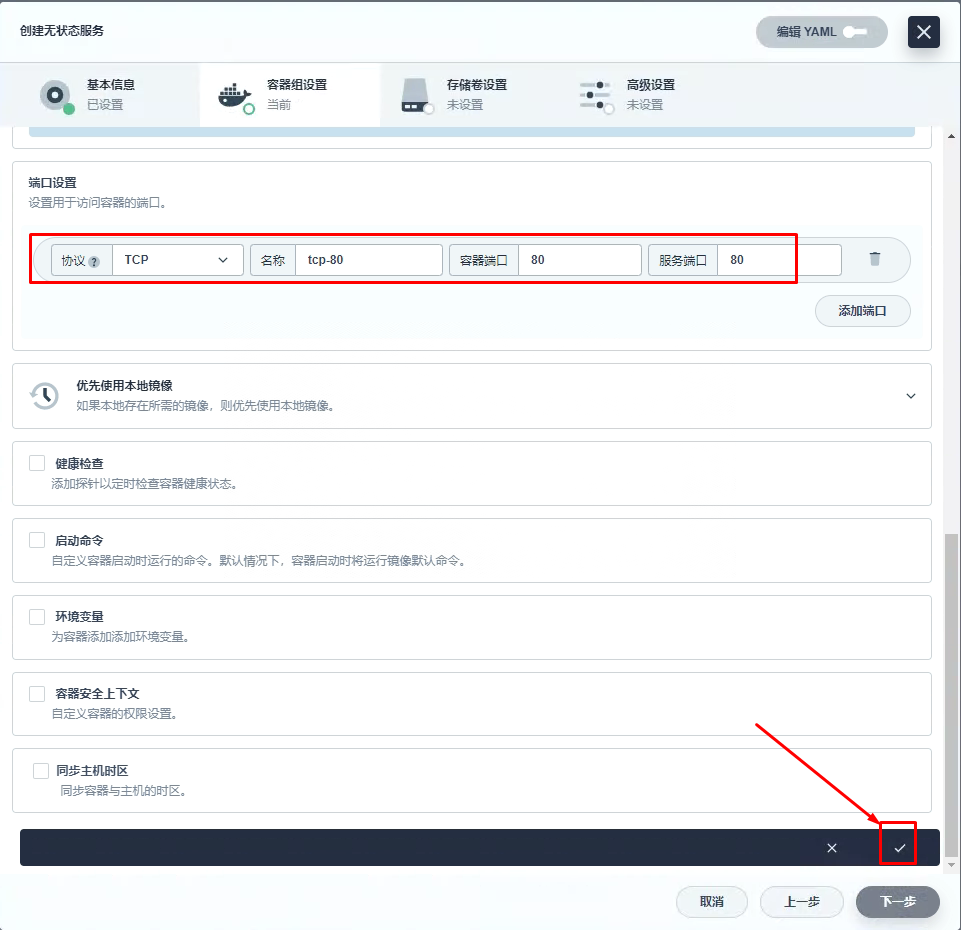 创建无状态服务
编辑 YAML
基本信息
已设置
容器组设置
当前
存储卷设置
未设置
高级设置
未设置
端口设置
设置用于访问容器的端口。
协议 ? TCP 名称 tcp-80 容器端口 80 服务端口 80
添加端口
优先使用本地镜像
如果本地存在所需的镜像，则优先使用本地镜像。
健康检查
添加探针以定时检查容器健康状态。
启动命令
自定义容器启动时运行的命令。默认情况下，容器启动时将运行镜像默认命令。
环境变量
为容器添加添加环境变量。
容器安全上下文
自定义容器的权限设置。
同步主机时区
同步容器与主机的时区。
取消 上一步 下一步